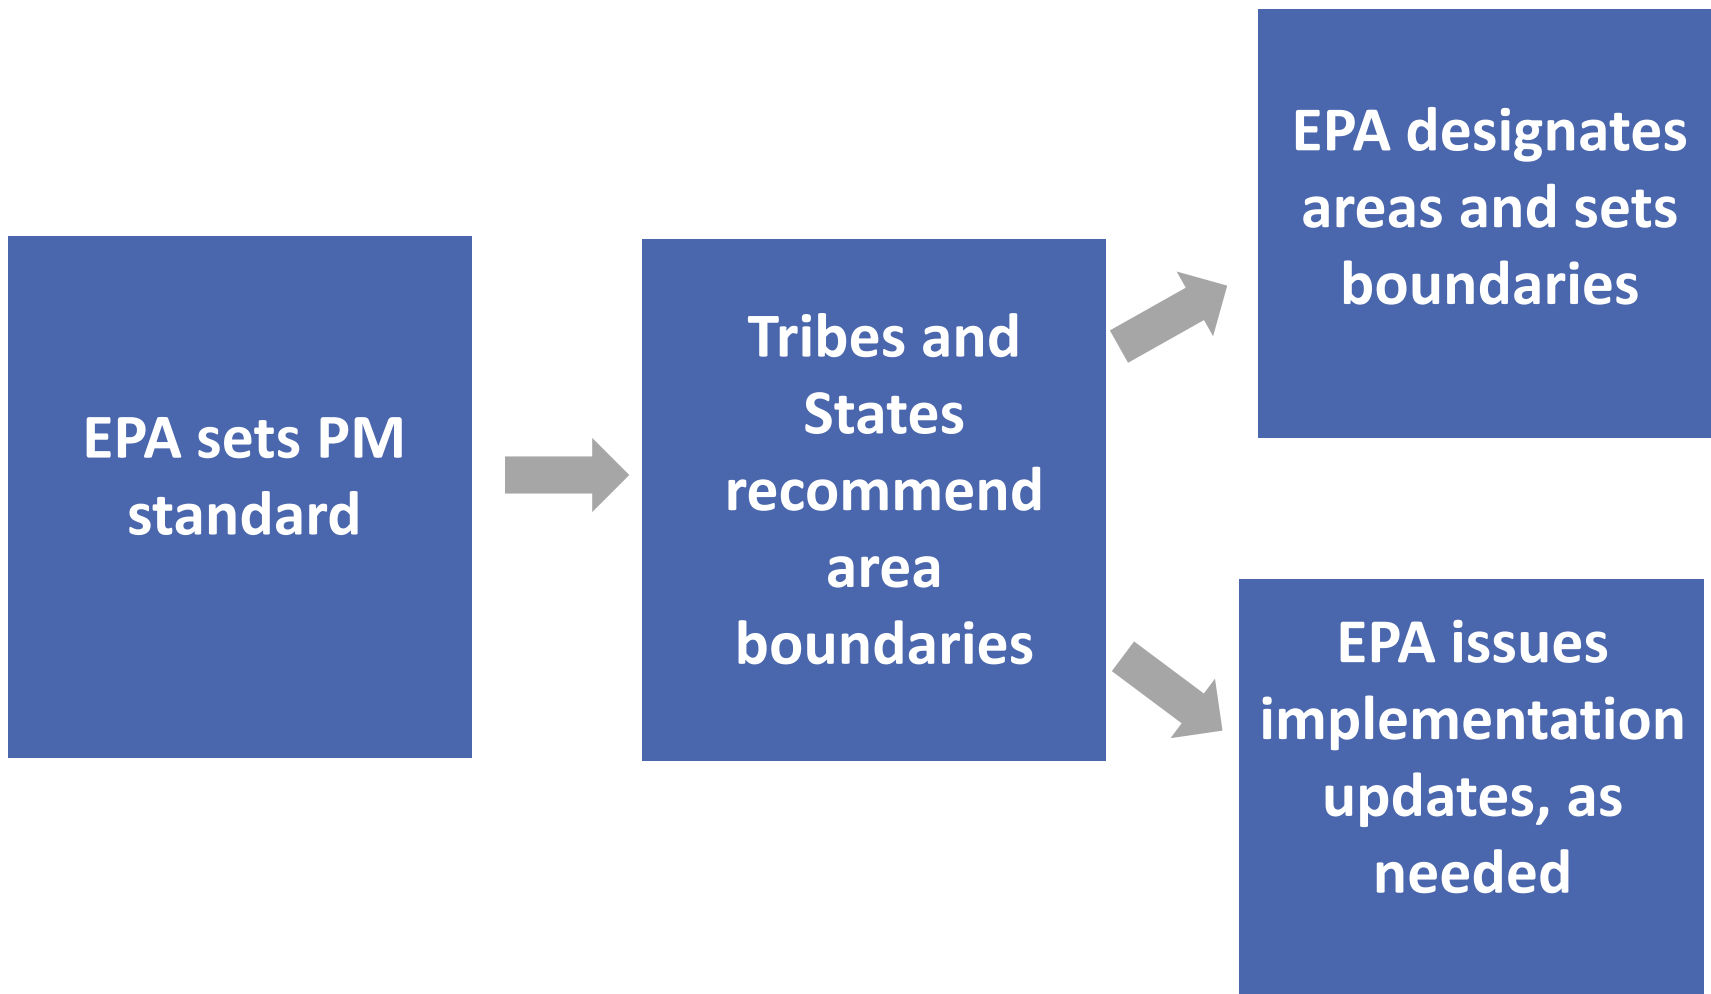 EPA sets PM
standard
Tribes and
States
recommend
area
boundaries
EPA designates
areas and sets
boundaries
EPA issues
implementation
updates, as
needed